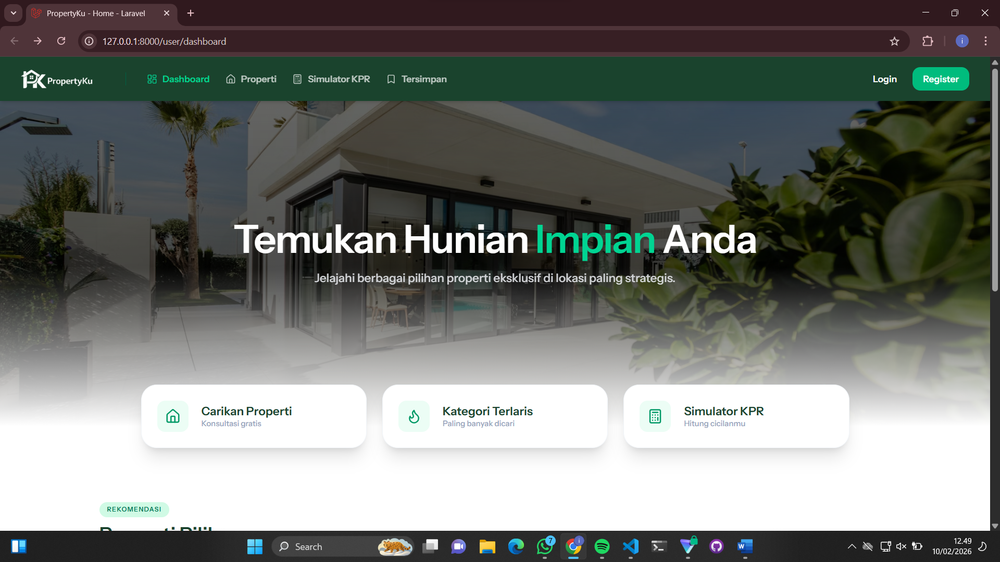 PropertyKu - Home - Laravel
127.0.0.1:8000/user/dashboard
i
PK PropertyKu
Dashboard
Properti
Simulator KPR
Tersimpan
Login
Register
Temukan Hunian Impian Anda
Jelajahi berbagai pilihan properti eksklusif di lokasi paling strategis.
Carikan Properti
Konsultasi gratis
Kategori Terlaris
Paling banyak dicari
Simulator KPR
Hitung cicilanmu
REKOMENDASI
Search
7
i
W
12.49
10/02/2026